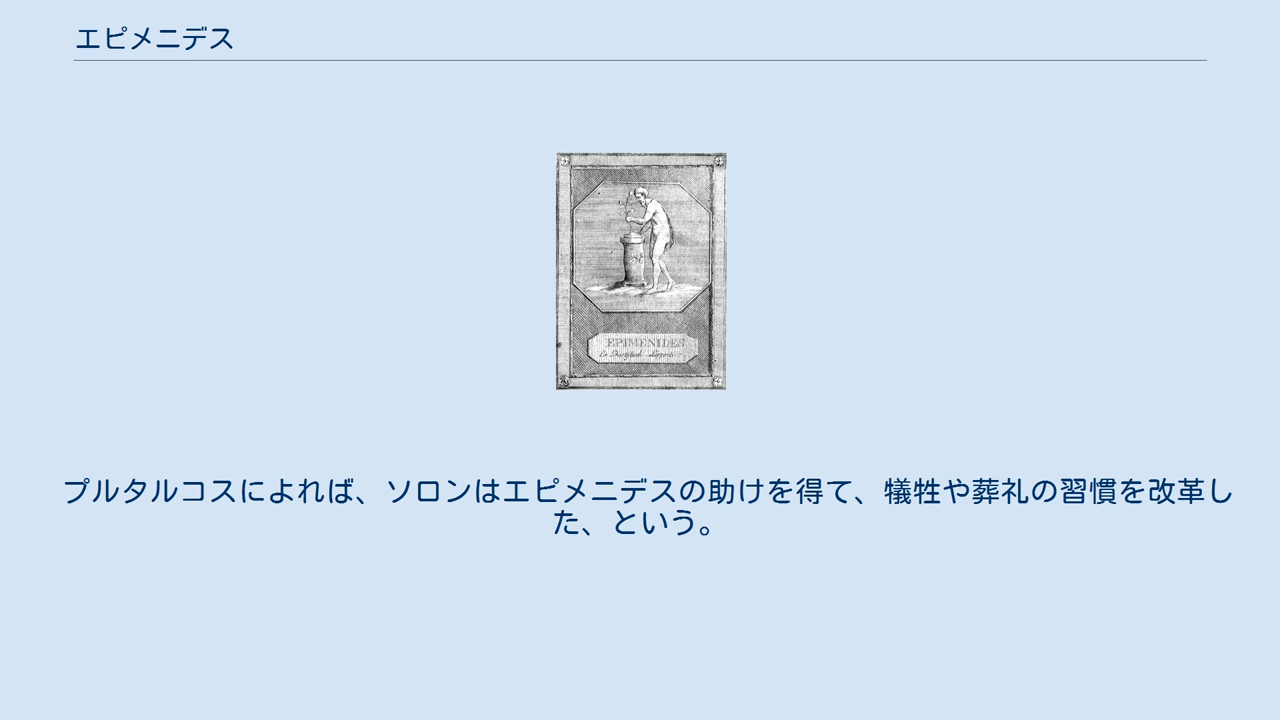 エピメニデス
EPIMENIDES
プルタルコスによれば、ソロンはエピメニデスの助けを得て、犠牲や葬礼の習慣を改革し
た、という。